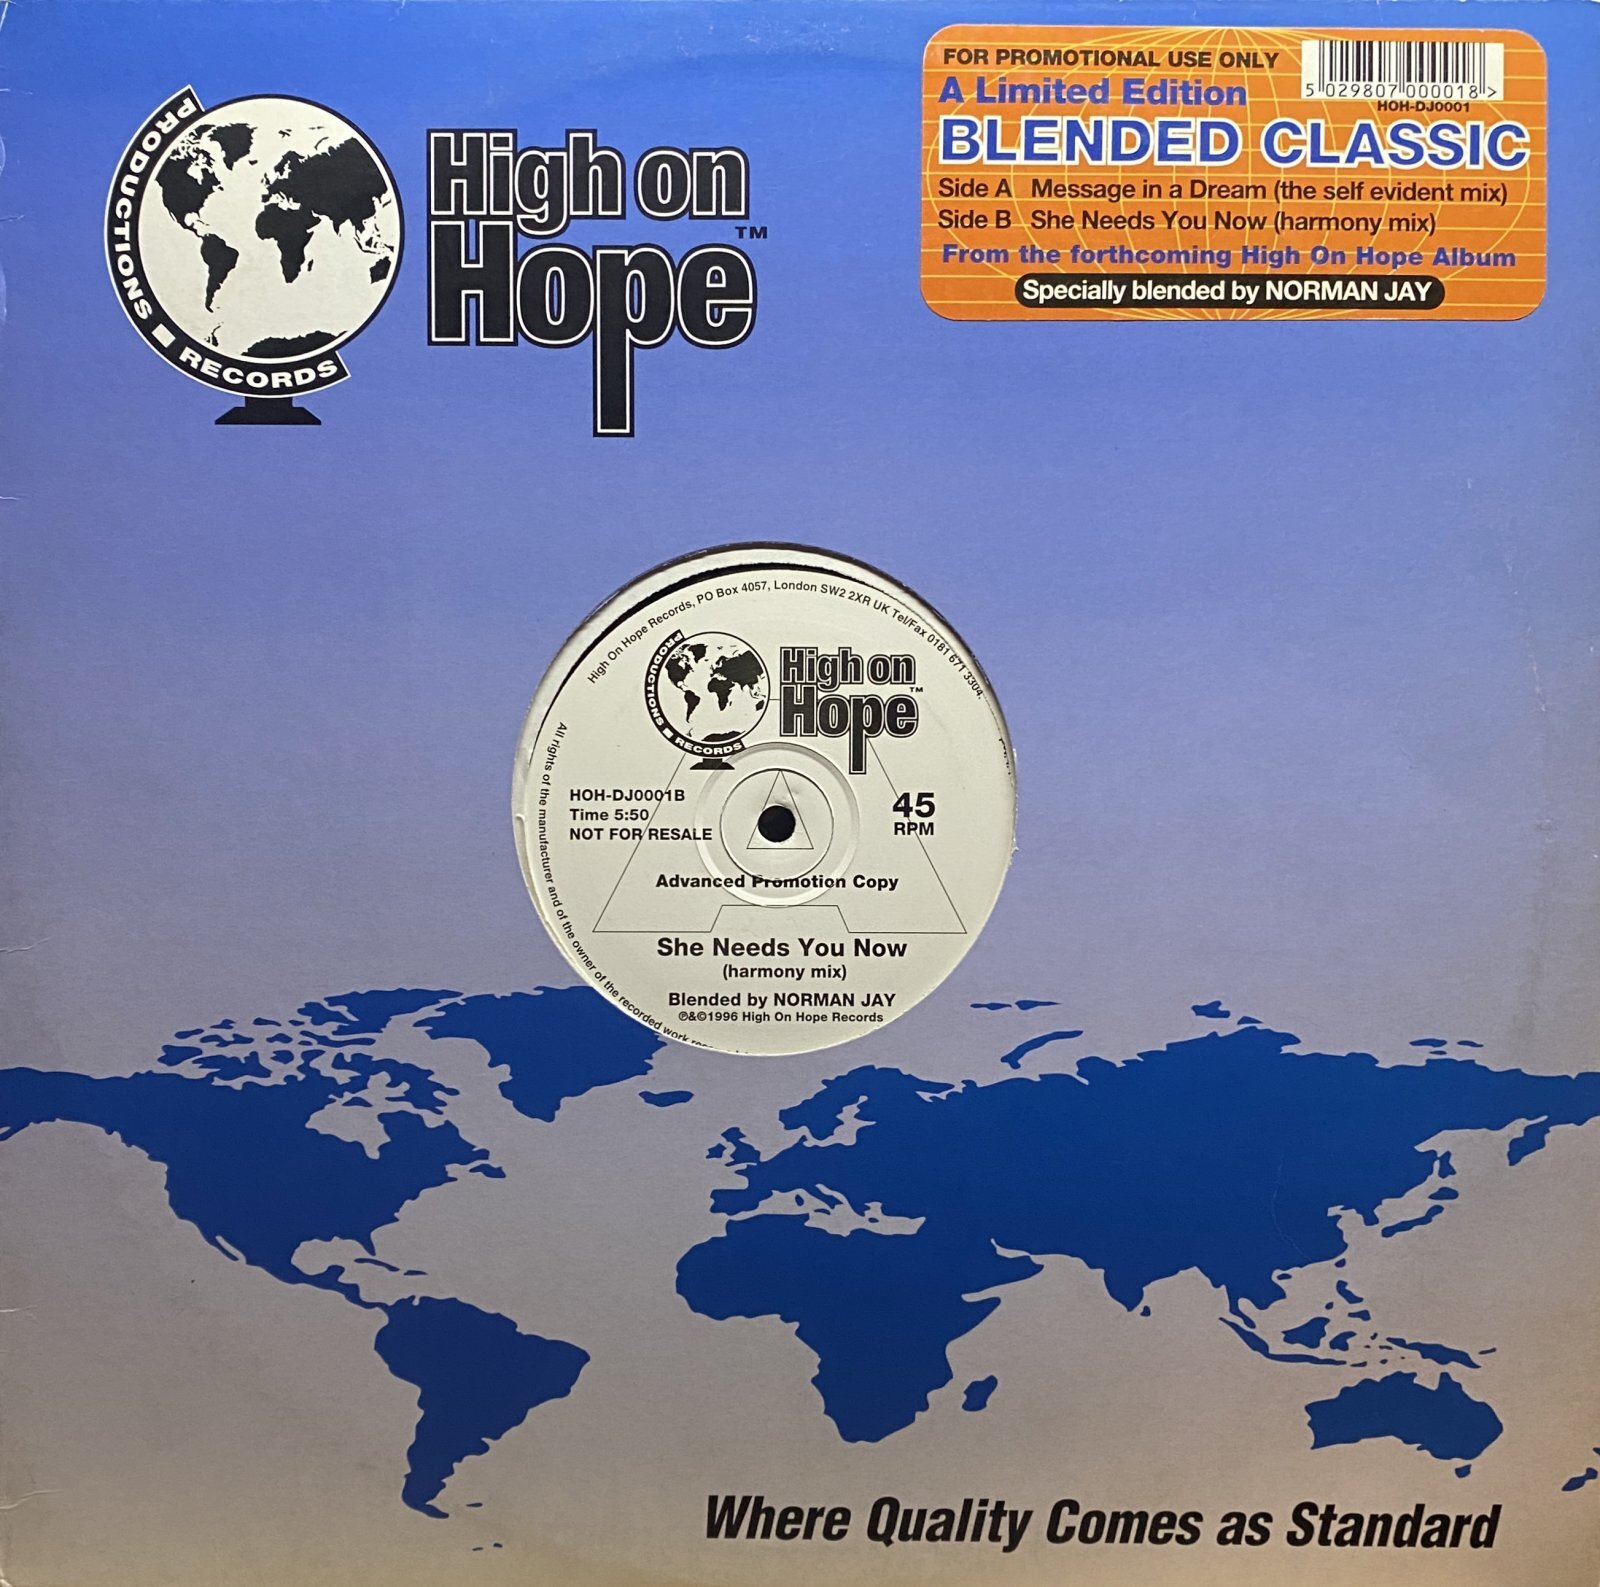 PRODUCTIONS ■ RECORDS
High on
Hope™
FOR PROMOTIONAL USE ONLY
5 029807 000018 >
HOH-DJ0001
A Limited Edition
BLENDED CLASSIC
Side A Message in a Dream (the self evident mix)
Side B She Needs You Now (harmony mix)
From the forthcoming High On Hope Album
Specially blended by NORMAN JAY
High On Hope Records, PO Box 4057, London SW2 2XR UK Tel/Fax 0181 671 3304.
PRODUCTIONS ■ RECORDS
High on
Hope™
All rights of the manufacturer and of the owner of the recorded work
HOH-DJ0001B
Time 5:50
NOT FOR RESALE
45
RPM
Advanced Promotion Copy
She Needs You Now
(harmony mix)
Blended by NORMAN JAY
℗&©1996 High On Hope Records
Where Quality Comes as Standard